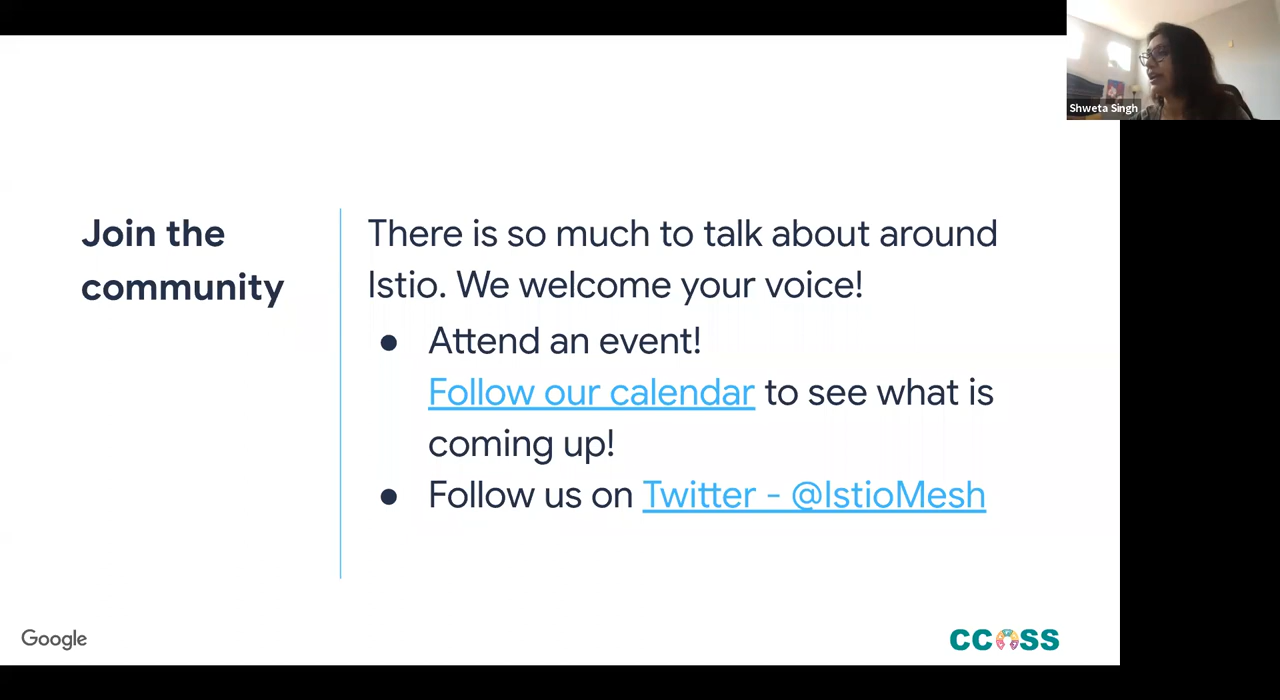 Shweta Singh
Join the
community
There is so much to talk about around
Istio. We welcome your voice!
● Attend an event!
Follow our calendar to see what is
coming up!
● Follow us on Twitter - @IstioMesh
Google
CCOSS